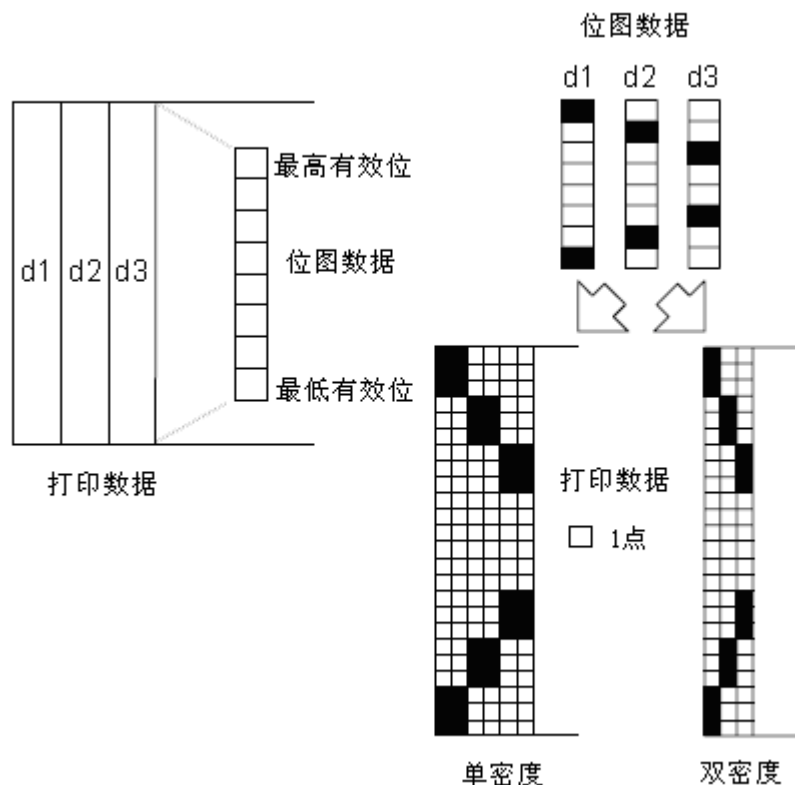 位图数据
d1 d2 d3
最高有效位
d1 d2 d3
位图数据
最低有效位
打印数据
打印数据
1点
单密度
双密度